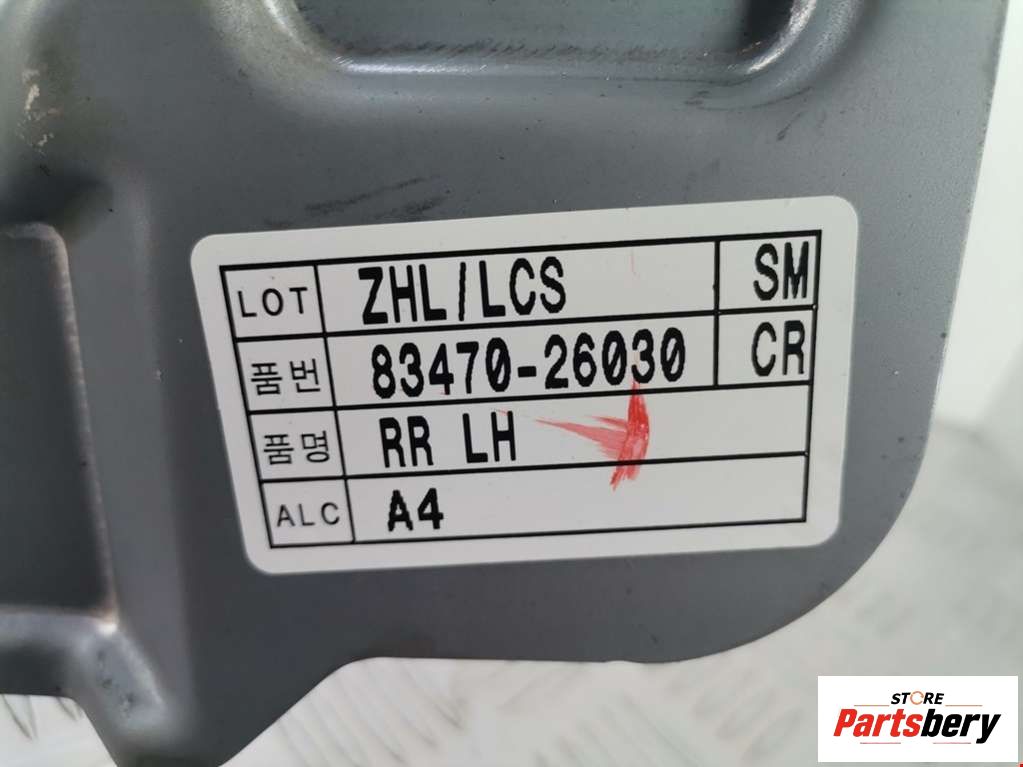 LOT ZHL/LCS SM
품번 83470-26030 CR
품명 RR LH
ALC A4
STORE
Partsbery